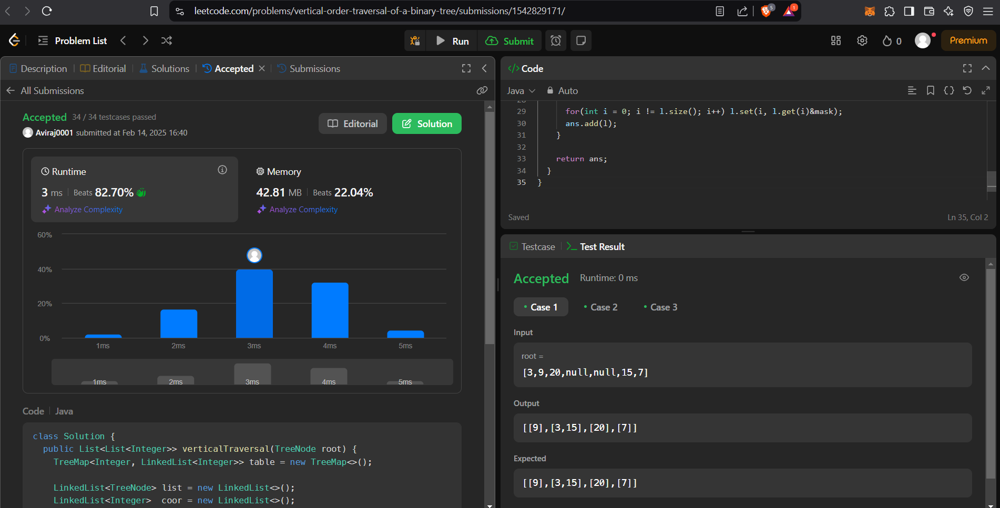 leetcode.com/problems/vertical-order-traversal-of-a-binary-tree/submissions/1542829171/
5
1
Problem List
Run
Submit
0
Premium
Description
Editorial
Solutions
Accepted
Submissions
All Submissions
Accepted 34 / 34 testcases passed
Aviraj0001 submitted at Feb 14, 2025 16:40
Editorial
Solution
Runtime
3 ms Beats 82.70%
Analyze Complexity
Memory
42.81 MB Beats 22.04%
Analyze Complexity
60%
40%
20%
0%
1ms 2ms 3ms 4ms 5ms
1ms 2ms 3ms 4ms 5ms
Code Java
class Solution {
public List<List<Integer>> verticalTraversal(TreeNode root) {
TreeMap<Integer, LinkedList<Integer>> table = new TreeMap<>();
LinkedList<TreeNode> list = new LinkedList<>();
LinkedList<Integer>  coor = new LinkedList<>();
</> Code
Java Auto
28
29 for(int i = 0; i != l.size(); i++) l.set(i, l.get(i)&mask);
30 ans.add(l);
31 }
32
33 return ans;
34 }
35 }
Saved
Ln 35, Col 2
Testcase
Test Result
Accepted Runtime: 0 ms
Case 1
Case 2
Case 3
Input
root =
[3,9,20,null,null,15,7]
Output
[[9],[3,15],[20],[7]]
Expected
[[9],[3,15],[20],[7]]